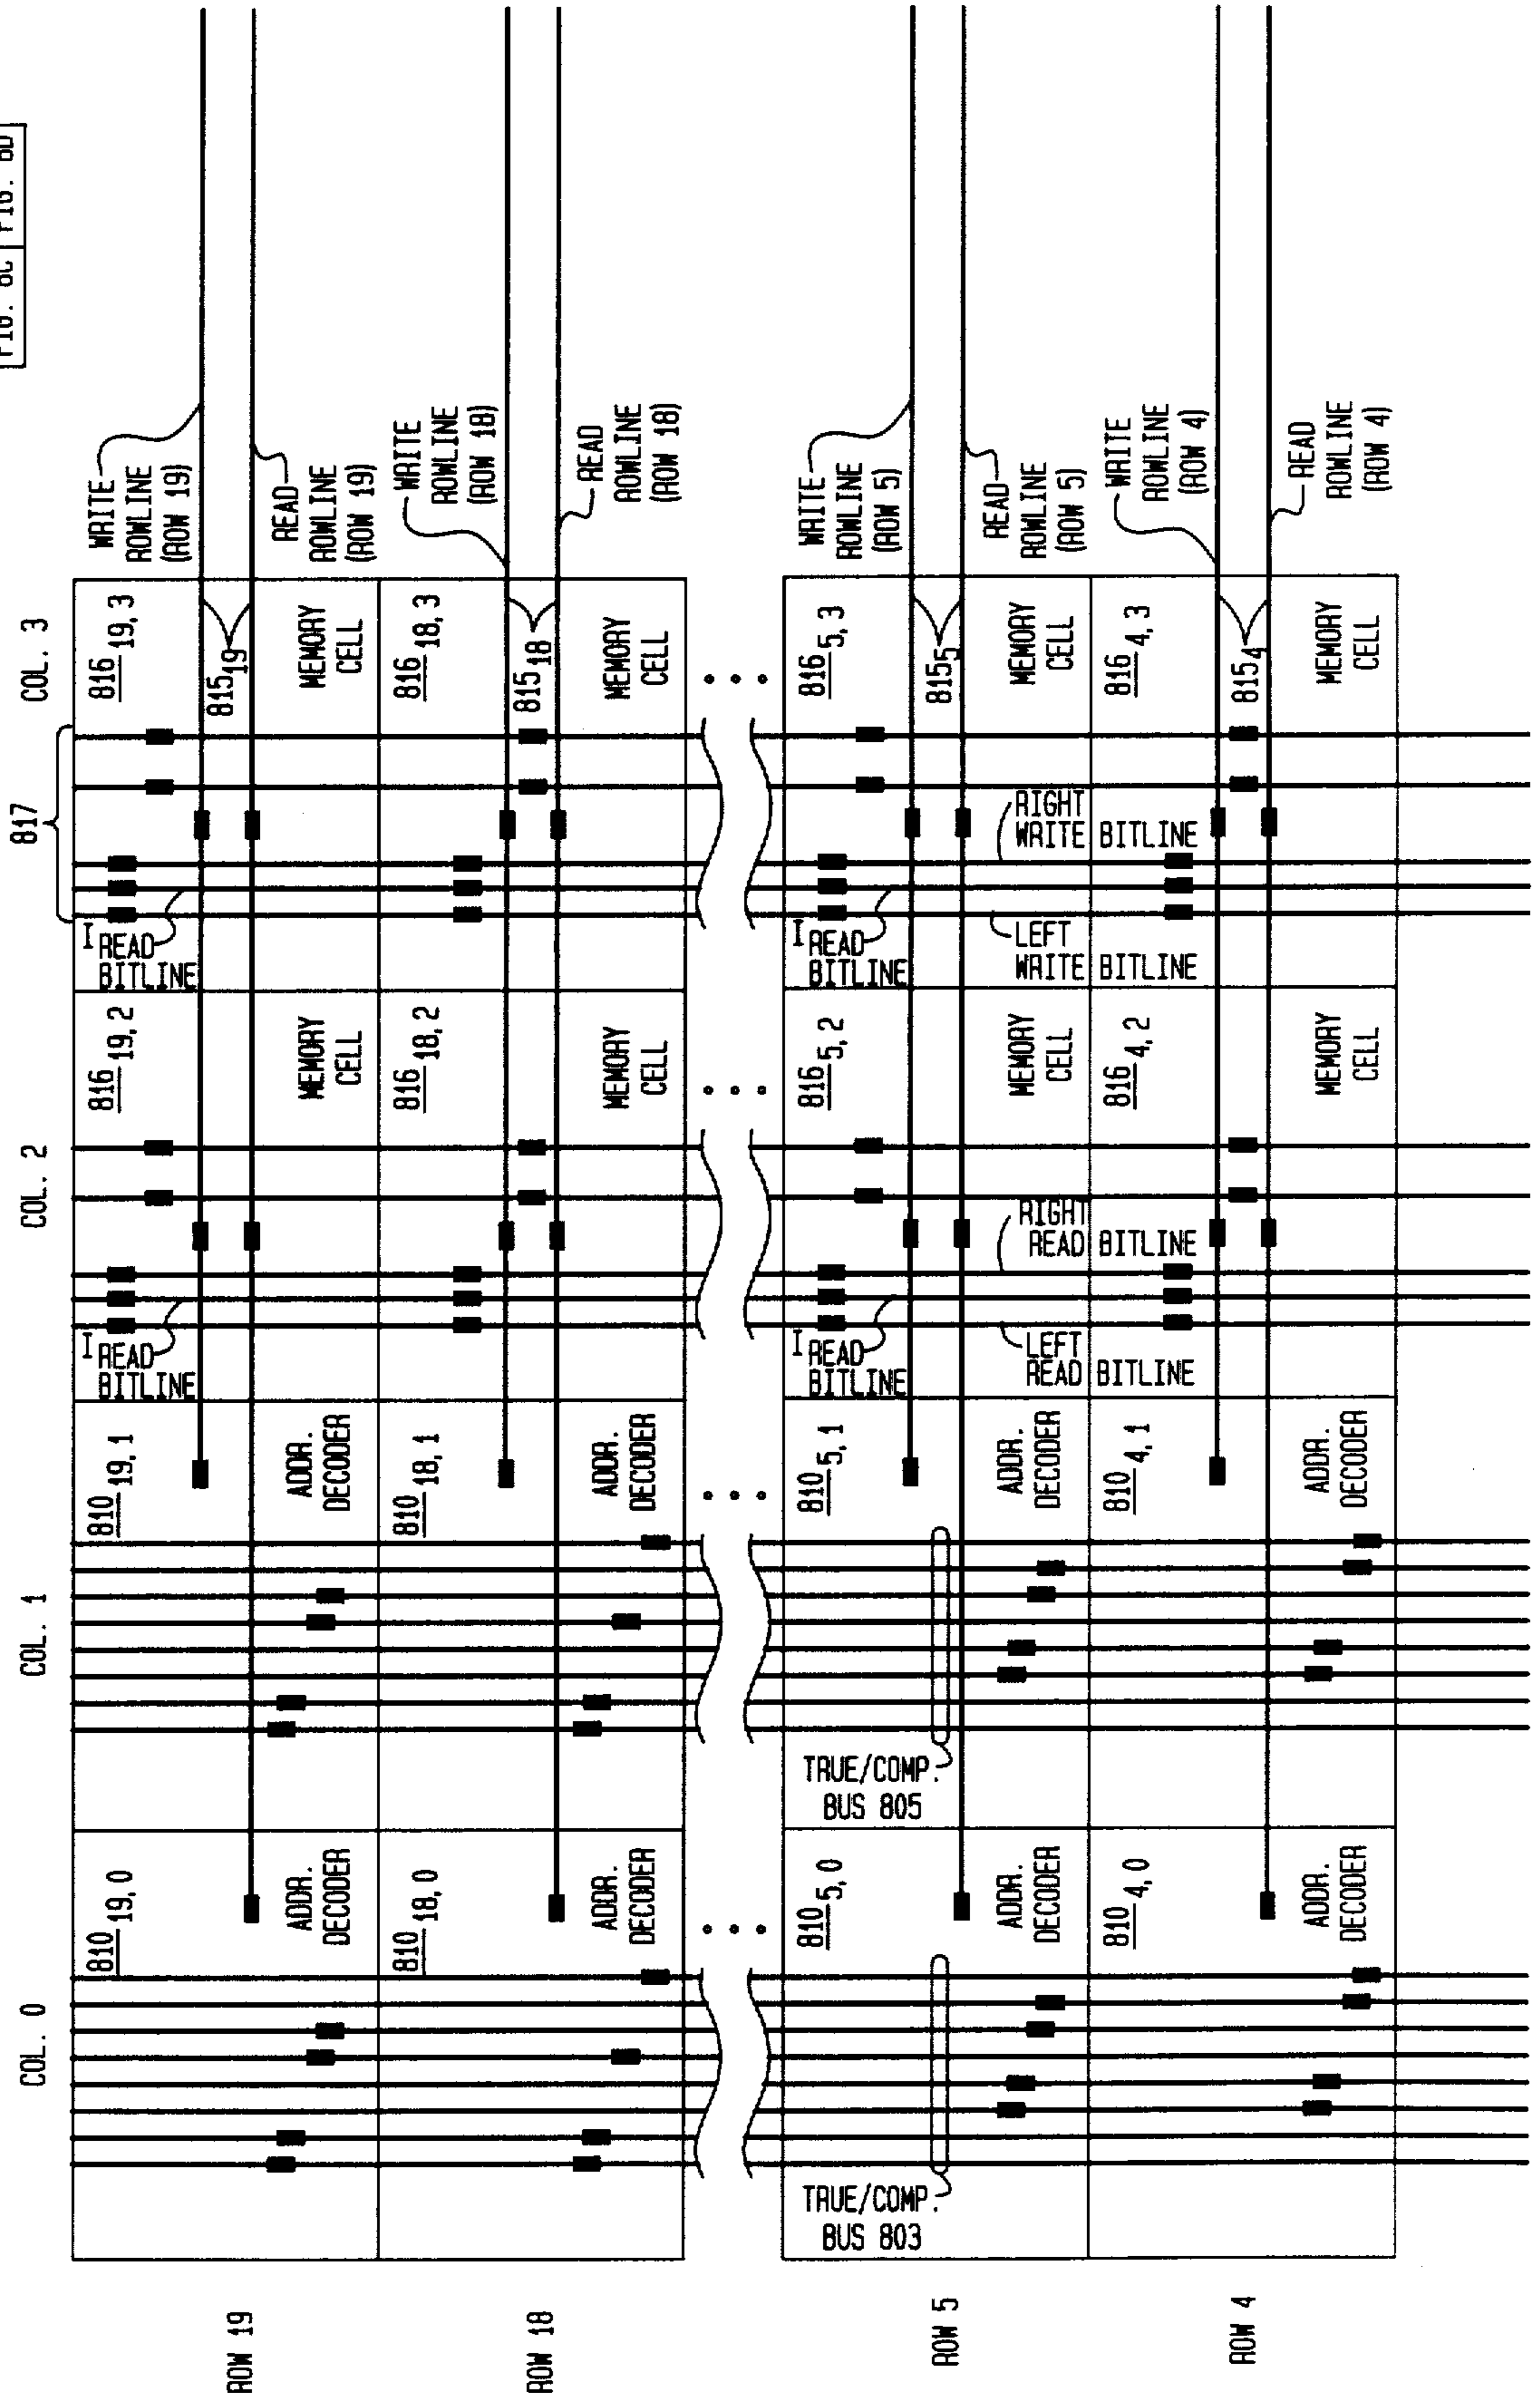 FIG. 8C FIG. 8D
COL. 0
COL. 1
COL. 2
COL. 3
817
ROW 19
810 19, 0
ADDR.
DECODER
810 19, 1
ADDR.
DECODER
I READ
BITLINE
816 19, 2
MEMORY
CELL
I READ
BITLINE
816 19, 3
815 19
MEMORY
CELL
WRITE
ROWLINE
(ROW 19)
READ
ROWLINE
(ROW 19)
ROW 18
810 18, 0
ADDR.
DECODER
810 18, 1
ADDR.
DECODER
816 18, 2
MEMORY
CELL
816 18, 3
815 18
MEMORY
CELL
WRITE
ROWLINE
(ROW 18)
READ
ROWLINE
(ROW 18)
ROW 5
TRUE/COMP.
BUS 803
810 5, 0
ADDR.
DECODER
TRUE/COMP.
BUS 805
810 5, 1
ADDR.
DECODER
I READ
BITLINE
LEFT
READ BITLINE
RIGHT
READ BITLINE
816 5, 2
MEMORY
CELL
I READ
BITLINE
LEFT
WRITE BITLINE
RIGHT
WRITE BITLINE
816 5, 3
815 5
MEMORY
CELL
WRITE
ROWLINE
(ROW 5)
READ
ROWLINE
(ROW 5)
ROW 4
810 4, 0
ADDR.
DECODER
810 4, 1
ADDR.
DECODER
816 4, 2
MEMORY
CELL
816 4, 3
815 4
MEMORY
CELL
WRITE
ROWLINE
(ROW 4)
READ
ROWLINE
(ROW 4)